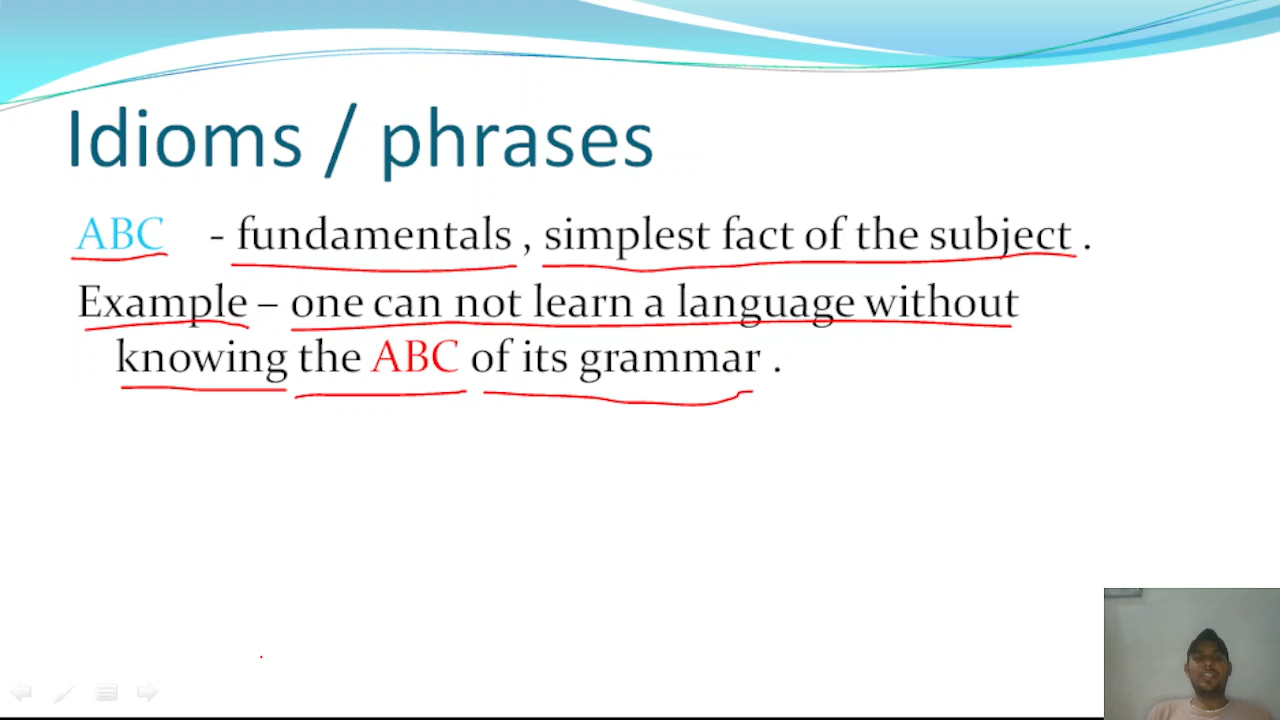 Idioms / phrases
ABC - fundamentals , simplest fact of the subject .
Example – one can not learn a language without
knowing the ABC of its grammar .